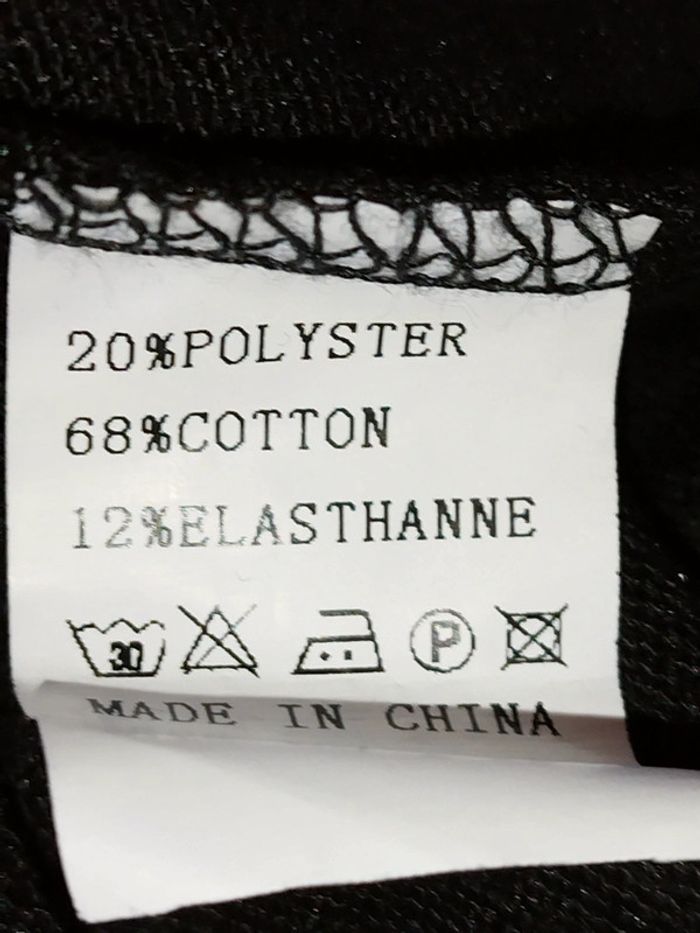 20%POLYSTER
68%COTTON
12%ELASTHANNE
30 P
MADE IN CHINA